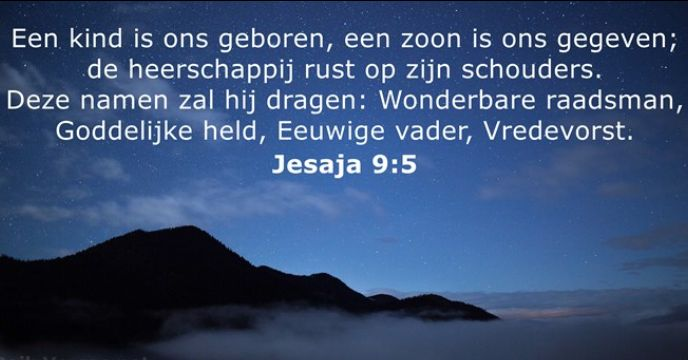 Een kind is ons geboren, een zoon is ons gegeven;
de heerschappij rust op zijn schouders.
Deze namen zal hij dragen: Wonderbare raadsman,
Goddelijke held, Eeuwige vader, Vredevorst.
Jesaja 9:5